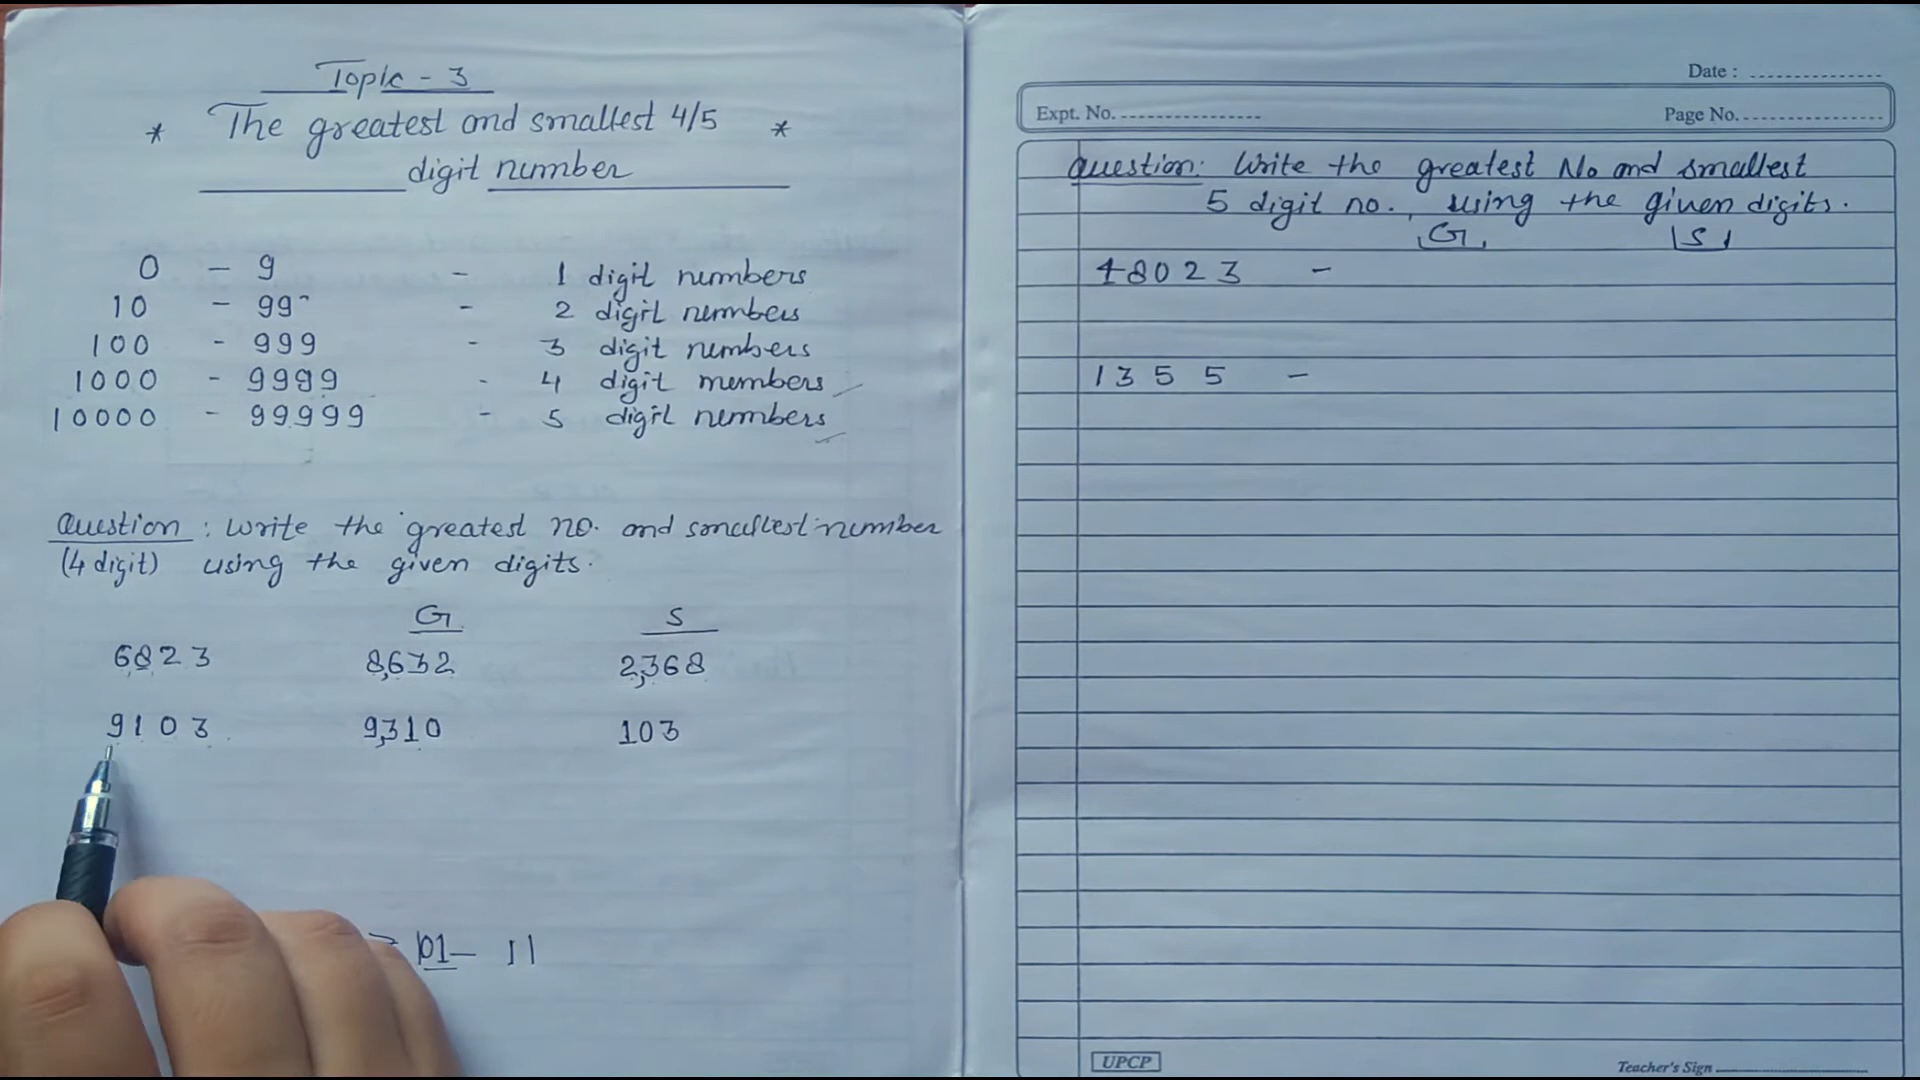 Topic - 3
* The greatest and smallest 4/5 *
digit number
0 - 9 - 1 digit numbers
10 - 99 - 2 digit numbers
100 - 999 - 3 digit numbers
1000 - 9999 - 4 digit numbers
10000 - 99999 - 5 digit numbers
Question : Write the greatest no. and smallest number
(4 digit) using the given digits.
G S
6823 8,632 2,368
9103 9,310 103
101 11
Date :
Expt. No. Page No.
Question: Write the greatest No and smallest
5 digit no. using the given digits.
G S
48023 -
1355 -
UPCP
Teacher's Sign